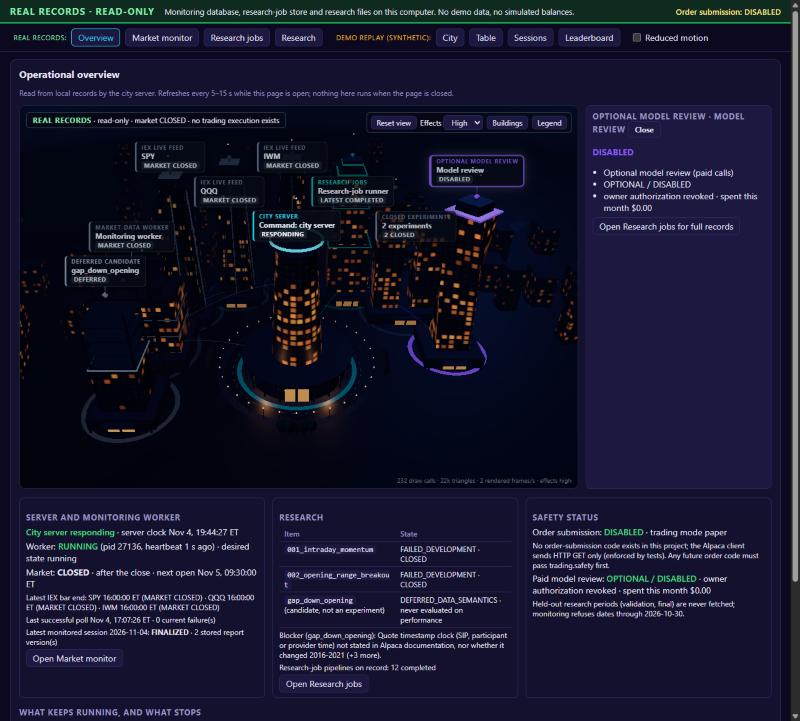 REAL RECORDS · READ-ONLY Monitoring database, research-job store and research files on this computer. No demo data, no simulated balances. Order submission: DISABLED
REAL RECORDS: Overview Market monitor Research jobs Research DEMO REPLAY (SYNTHETIC): City Table Sessions Leaderboard Reduced motion
Operational overview
Read from local records by the city server. Refreshes every 5–15 s while this page is open; nothing here runs when the page is closed.
REAL RECORDS · read-only · market CLOSED · no trading execution exists
Reset view Effects High Buildings Legend
IEX LIVE FEED
SPY
MARKET CLOSED
IEX LIVE FEED
IWM
MARKET CLOSED
OPTIONAL MODEL REVIEW
Model review
DISABLED
IEX LIVE FEED
QQQ
MARKET CLOSED
RESEARCH JOBS
Research-job runner
LATEST COMPLETED
CITY SERVER
Command: city server
RESPONDING
CLOSED EXPERIMENTS
2 experiments
2 CLOSED
MARKET-DATA WORKER
Monitoring worker
MARKET CLOSED
DEFERRED CANDIDATE
gap_down_opening
DEFERRED
232 draw calls · 22k triangles · 2 rendered frames/s · effects high
OPTIONAL MODEL REVIEW · MODEL
REVIEW Close
DISABLED
Optional model review (paid calls)
OPTIONAL / DISABLED
owner authorization revoked · spent this
month $0.00
Open Research jobs for full records
SERVER AND MONITORING WORKER
City server responding · server clock Nov 4, 19:44:27 ET
Worker: RUNNING (pid 27136, heartbeat 1 s ago) · desired
state running
Market: CLOSED · after the close · next open Nov 5, 09:30:00
ET
Latest IEX bar end: SPY 16:00:00 ET (MARKET CLOSED) · QQQ 16:00:00
ET (MARKET CLOSED) · IWM 16:00:00 ET (MARKET CLOSED)
Last successful poll Nov 4, 17:07:26 ET · 0 current failure(s)
Latest monitored session 2026-11-04: FINALIZED · 2 stored report
version(s)
Open Market monitor
RESEARCH
Item State
001_intraday_momentum FAILED_DEVELOPMENT ·
CLOSED
002_opening_range_breakou
t FAILED_DEVELOPMENT ·
CLOSED
gap_down_opening
(candidate, not an experiment) DEFERRED_DATA_SEMANTICS ·
never evaluated on
performance
Blocker (gap_down_opening): Quote timestamp clock (SIP, participant
or provider time) not stated in Alpaca documentation, nor whether it
changed 2016-2021 (+3 more).
Research-job pipelines on record: 12 completed
Open Research jobs
SAFETY STATUS
Order submission: DISABLED · trading mode paper
No order-submission code exists in this project; the Alpaca client
sends HTTP GET only (enforced by tests). Any future order code must
pass trading.safety first.
Paid model review: OPTIONAL / DISABLED · owner
authorization revoked · spent this month $0.00
Held-out research periods (validation, final) are never fetched;
monitoring refuses dates through 2026-10-30.
WHAT KEEPS RUNNING, AND WHAT STOPS